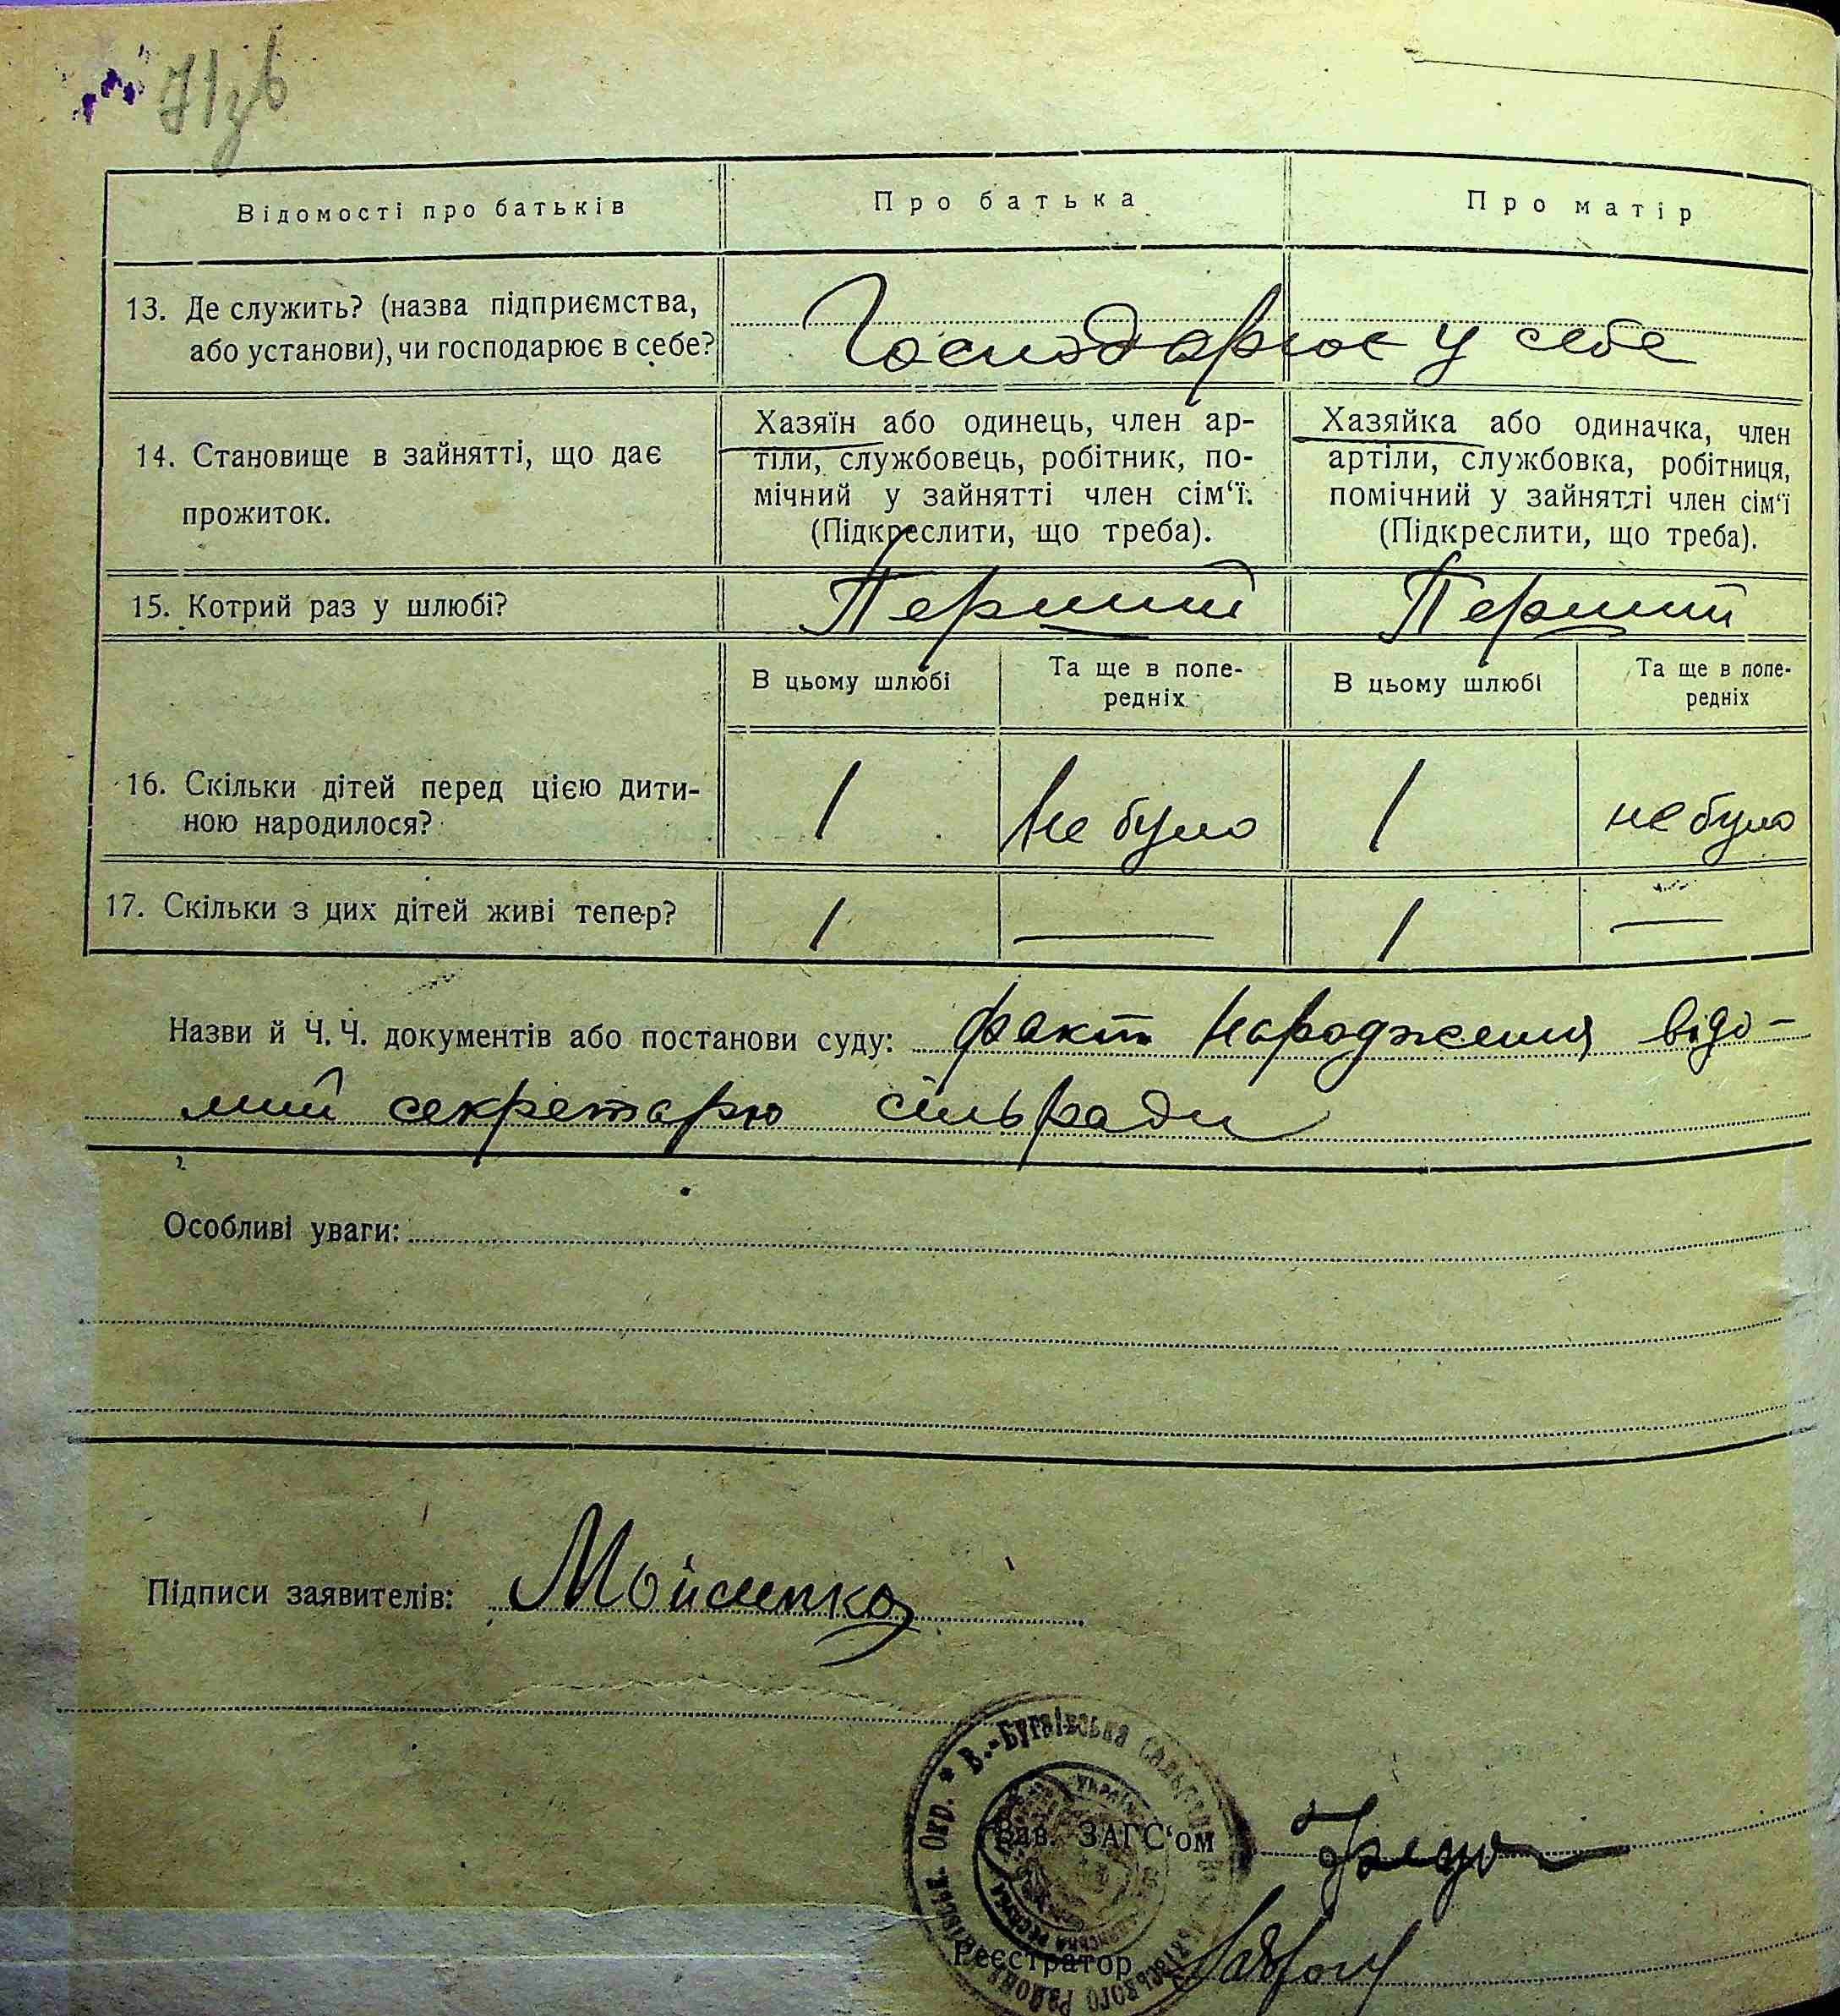 71зв
Відомості про батьків Про батька Про матір
13. Де служить? (назва підприємства,
або установи), чи господарює в себе?
Господарює у себе
14. Становище в зайнятті, що дає
прожиток.
Хазяїн або одинець, член ар-
тіли, службовець, робітник, по-
мічний у зайнятті член сім‘ї.
(Підкреслити, що треба).
Хазяйка або одиначка, член
артіли, службовка, робітниця,
помічний у зайнятті член сім‘ї
(Підкреслити, що треба).
15. Котрий раз у шлюбі? Перший Перший
В цьому шлюбі Та ще в попе-
редніх
В цьому шлюбі Та ще в попе-
редніх
16. Скільки дітей перед цією дити-
ною народилося?
1 Не було 1 не було
17. Скільки з цих дітей живі тепер? 1 — 1 —
Назви й Ч. Ч. документів або постанови суду: факт народження відо-
мий секретарю сільради
Особливі уваги:
Підписи заявителів: Мойсенко
Окр. * В.-Бугаївська сільрада
Зав. ЗАГС‘ом
Реєстратор